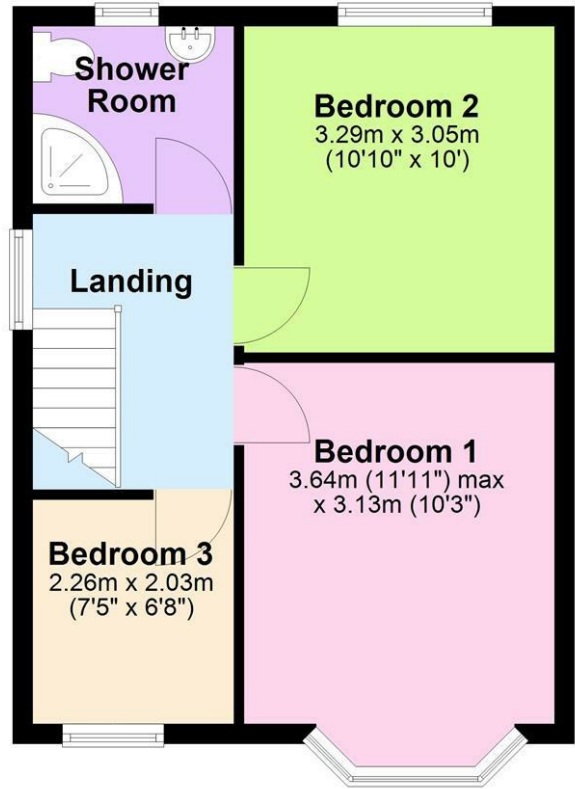 Shower
Room
Bedroom 2
3.29m x 3.05m
(10'10" x 10')
Landing
Bedroom 1
3.64m (11'11") max
x 3.13m (10'3")
Bedroom 3
2.26m x 2.03m
(7'5" x 6'8")